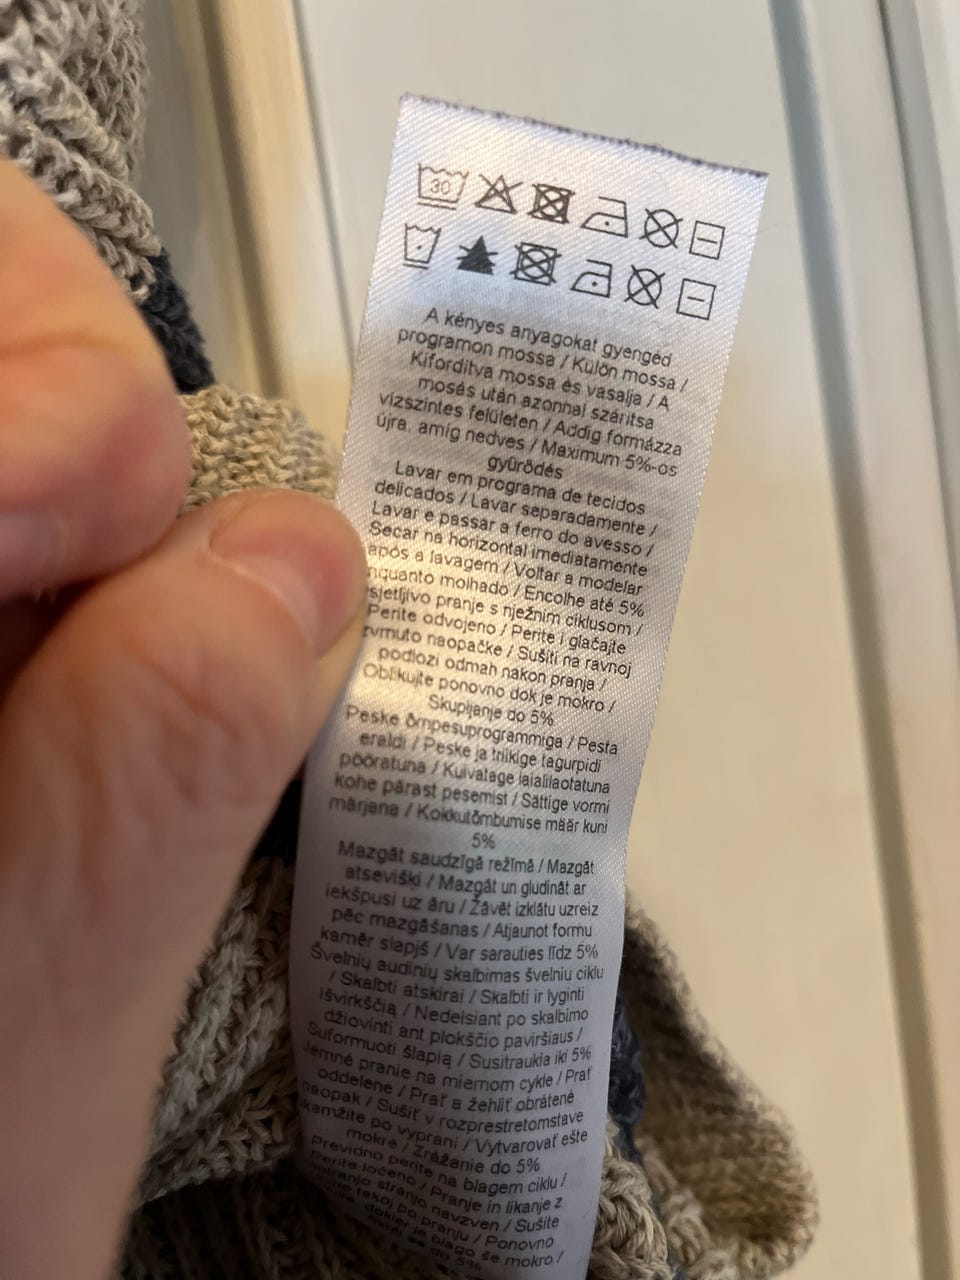 30
A kényes anyagokat gyengéd
programon mossa / Külön mossa /
Kifordítva mossa és vasalja / A
mosés után azonnal szárítsa
vízszintes felületen / Addig formázza
újra, amíg nedves / Maximum 5%-os
gyűrődés
Lavar em programa de tecidos
delicados / Lavar separadamente /
Lavar e passar a ferro do avesso /
Secar na horizontal imediatamente
após a lavagem / Voltar a modelar
nquanto molhado / Encolhe até 5%
sjetljivo pranje s nježnim ciklusom /
Perite odvojeno / Perite i glačajte
zvrnuto naopačke / Sušiti na ravnoj
podlozi odmah nakon pranja /
Oblikujte ponovno dok je mokro /
Skupljanje do 5%
Peske õrnpesuprogrammiga / Pesta
eraldi / Peske ja triikige tagurpidi
pööratuna / Kuivatage laialilaotatuna
kohe pärast pesemist / Sättige vormi
märjana / Kokkutõmbumise määr kuni
5%
Mazgāt saudzīgā režīmā / Mazgāt
atsevišķi / Mazgāt un gludināt ar
iekšpusi uz āru / Žāvēt izklātu uzreiz
pēc mazgāšanas / Atjaunot formu
kamēr slapjš / Var sarauties līdz 5%
Švelnių audinių skalbimas švelniu ciklu
/ Skalbti atskirai / Skalbti ir lyginti
išvirkščią / Nedelsiant po skalbimo
džiovinti ant plokščio paviršiaus /
Suformuoti šlapią / Susitraukia iki 5%
Jemné pranie na miernom cykle / Prať
oddelene / Prať a žehliť obrátené
naopak / Sušiť v rozprestretomstave
kamžite po vypraní / Vytvarovať ešte
mokré / Zrážanie do 5%
Previdno perite na blagem ciklu /
Perite ločeno / Pranje in likanje z
notranjo stranjo navzven / Sušite
takoj po pranju / Ponovno
dokler je blago še mokro /
do 5%